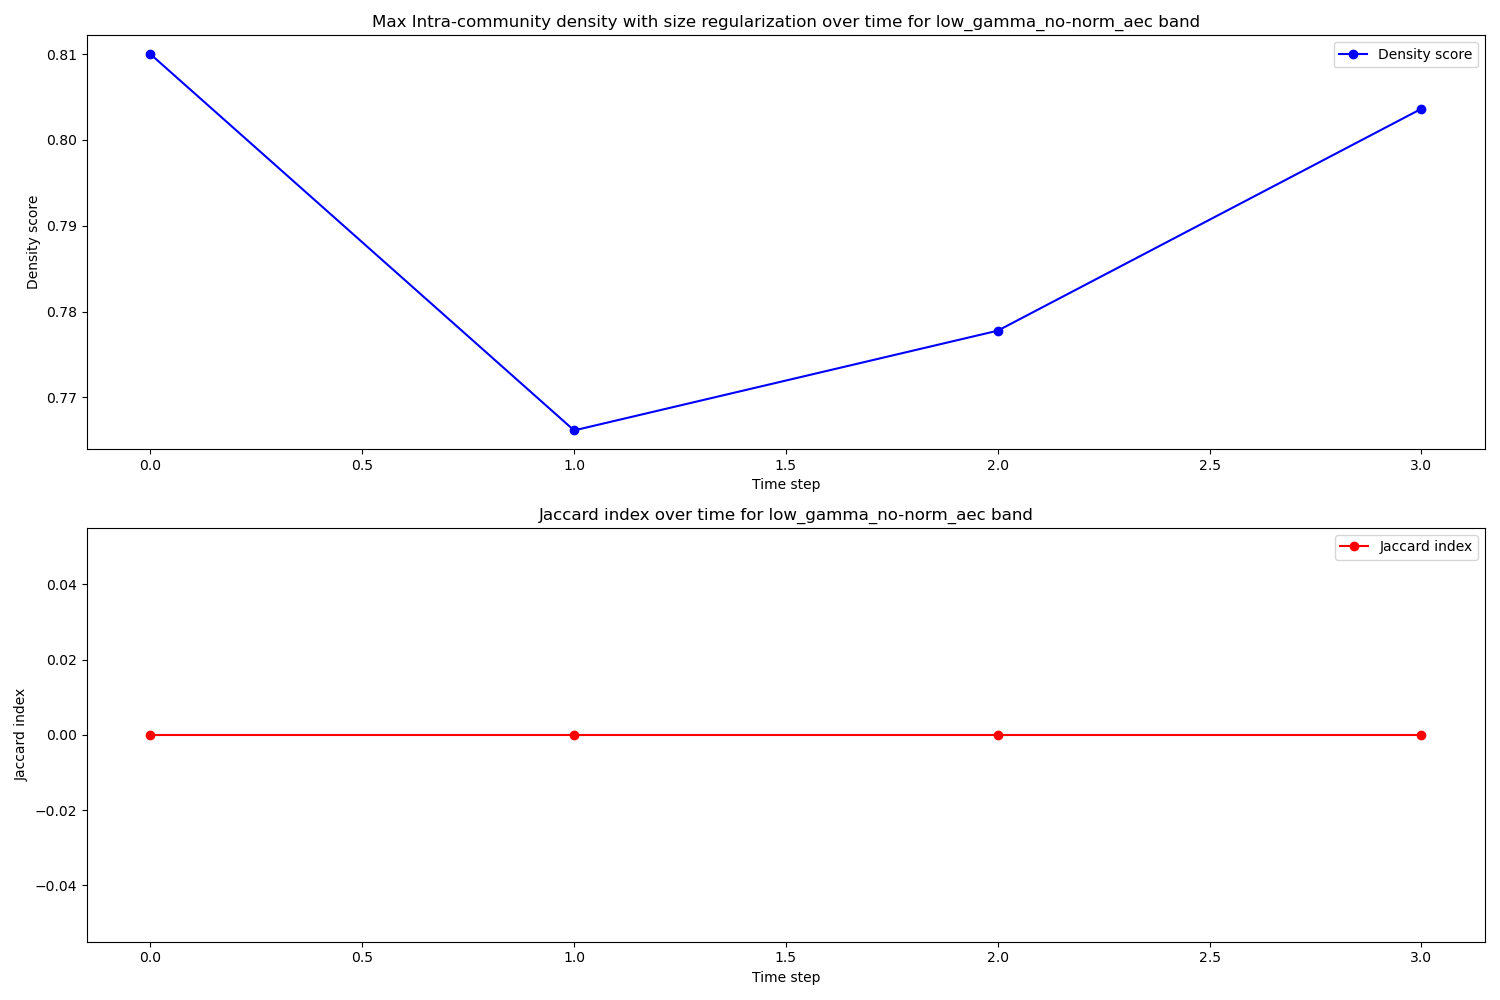 Max Intra-community density with size regularization over time for low_gamma_no-norm_aec band
Density score
0.81
0.80
0.79
0.78
0.77
Density score
0.0 0.5 1.0 1.5 2.0 2.5 3.0
Time step
Jaccard index over time for low_gamma_no-norm_aec band
Jaccard index
0.04
0.02
0.00
−0.02
−0.04
Jaccard index
0.0 0.5 1.0 1.5 2.0 2.5 3.0
Time step